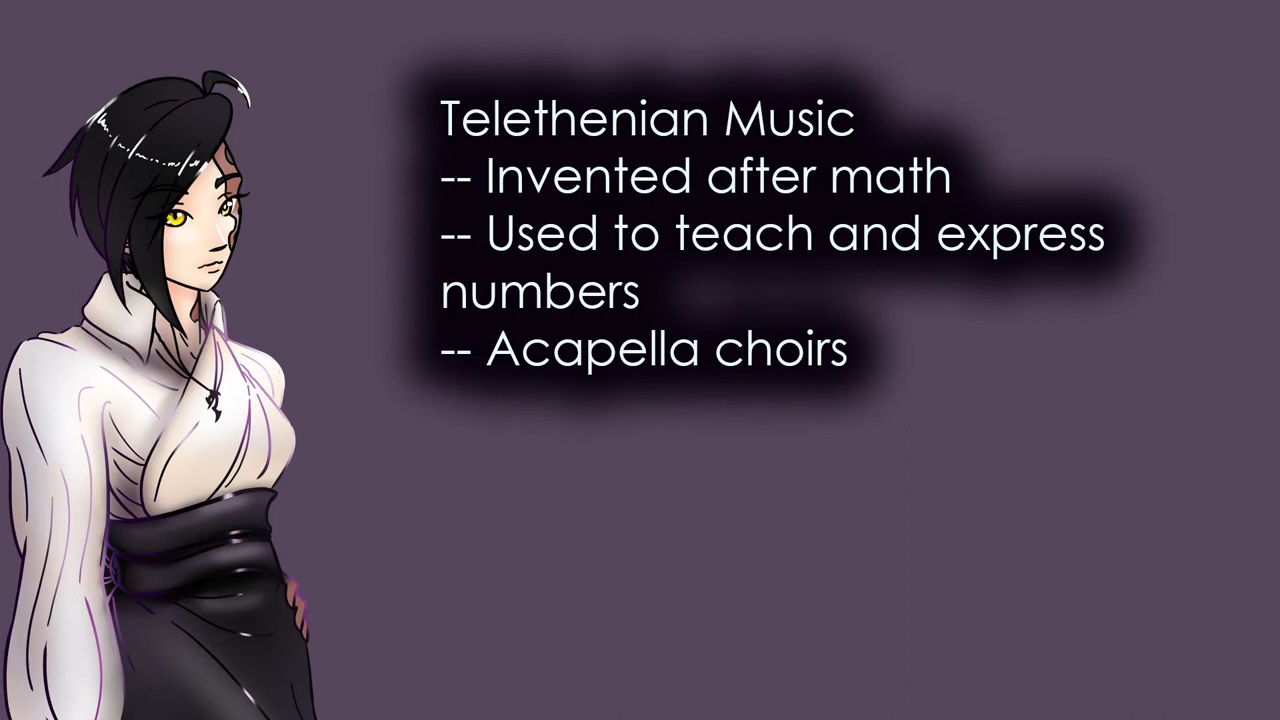 Telethenian Music
-- Invented after math
-- Used to teach and express
numbers
-- Acapella choirs